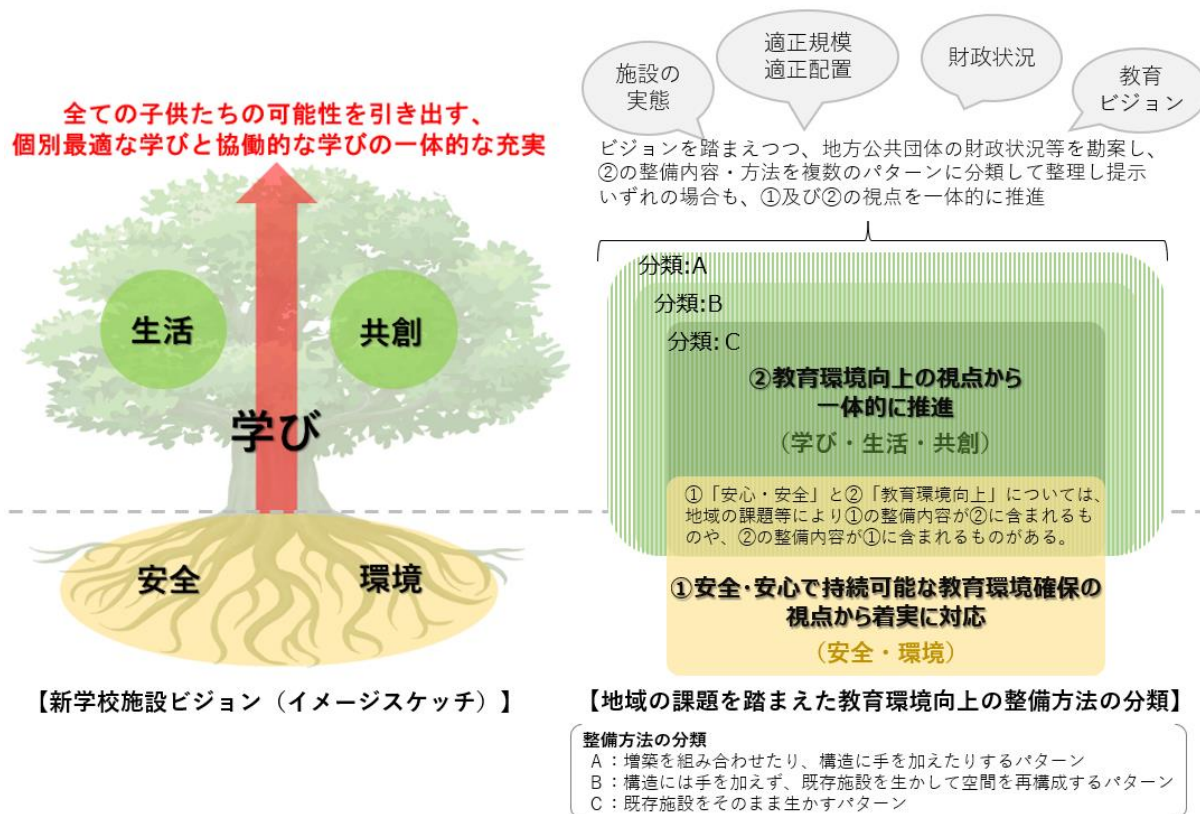 全ての子供たちの可能性を引き出す、
個別最適な学びと協働的な学びの一体的な充実
生活
共創
学び
安全
環境
【新学校施設ビジョン（イメージスケッチ）】
施設の
実態
適正規模
適正配置
財政状況
教育
ビジョン
ビジョンを踏まえつつ、地方公共団体の財政状況等を勘案し、
②の整備内容・方法を複数のパターンに分類して整理し提示
いずれの場合も、①及び②の視点を一体的に推進
分類:A
分類:B
分類:C
②教育環境向上の視点から
一体的に推進
（学び・生活・共創）
①「安心・安全」と②「教育環境向上」については、
地域の課題等により①の整備内容が②に含まれるも
のや、②の整備内容が①に含まれるものがある。
①安全・安心で持続可能な教育環境確保の
視点から着実に対応
（安全・環境）
【地域の課題を踏まえた教育環境向上の整備方法の分類】
整備方法の分類
A：増築を組み合わせたり、構造に手を加えたりするパターン
B：構造には手を加えず、既存施設を生かして空間を再構成するパターン
C：既存施設をそのまま生かすパターン